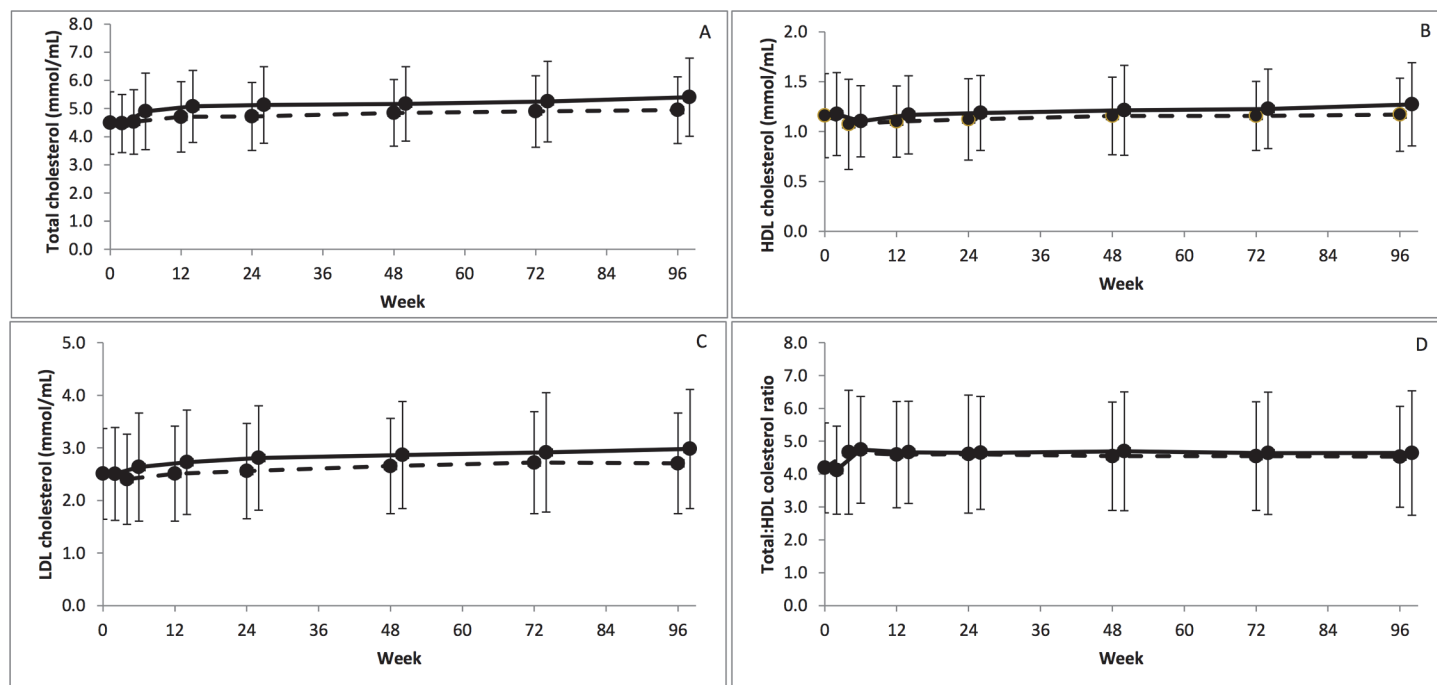 A
Total cholesterol (mmol/mL)
8.0
7.0
6.0
5.0
4.0
3.0
2.0
1.0
0.0
0 12 24 36 48 60 72 84 96
Week
B
HDL cholesterol (mmol/mL)
2.0
1.5
1.0
0.5
0.0
0 12 24 36 48 60 72 84 96
Week
C
LDL cholesterol (mmol/mL)
5.0
4.0
3.0
2.0
1.0
0.0
0 12 24 36 48 60 72 84 96
Week
D
Total:HDL colesterol ratio
8.0
7.0
6.0
5.0
4.0
3.0
2.0
1.0
0.0
0 12 24 36 48 60 72 84 96
Week